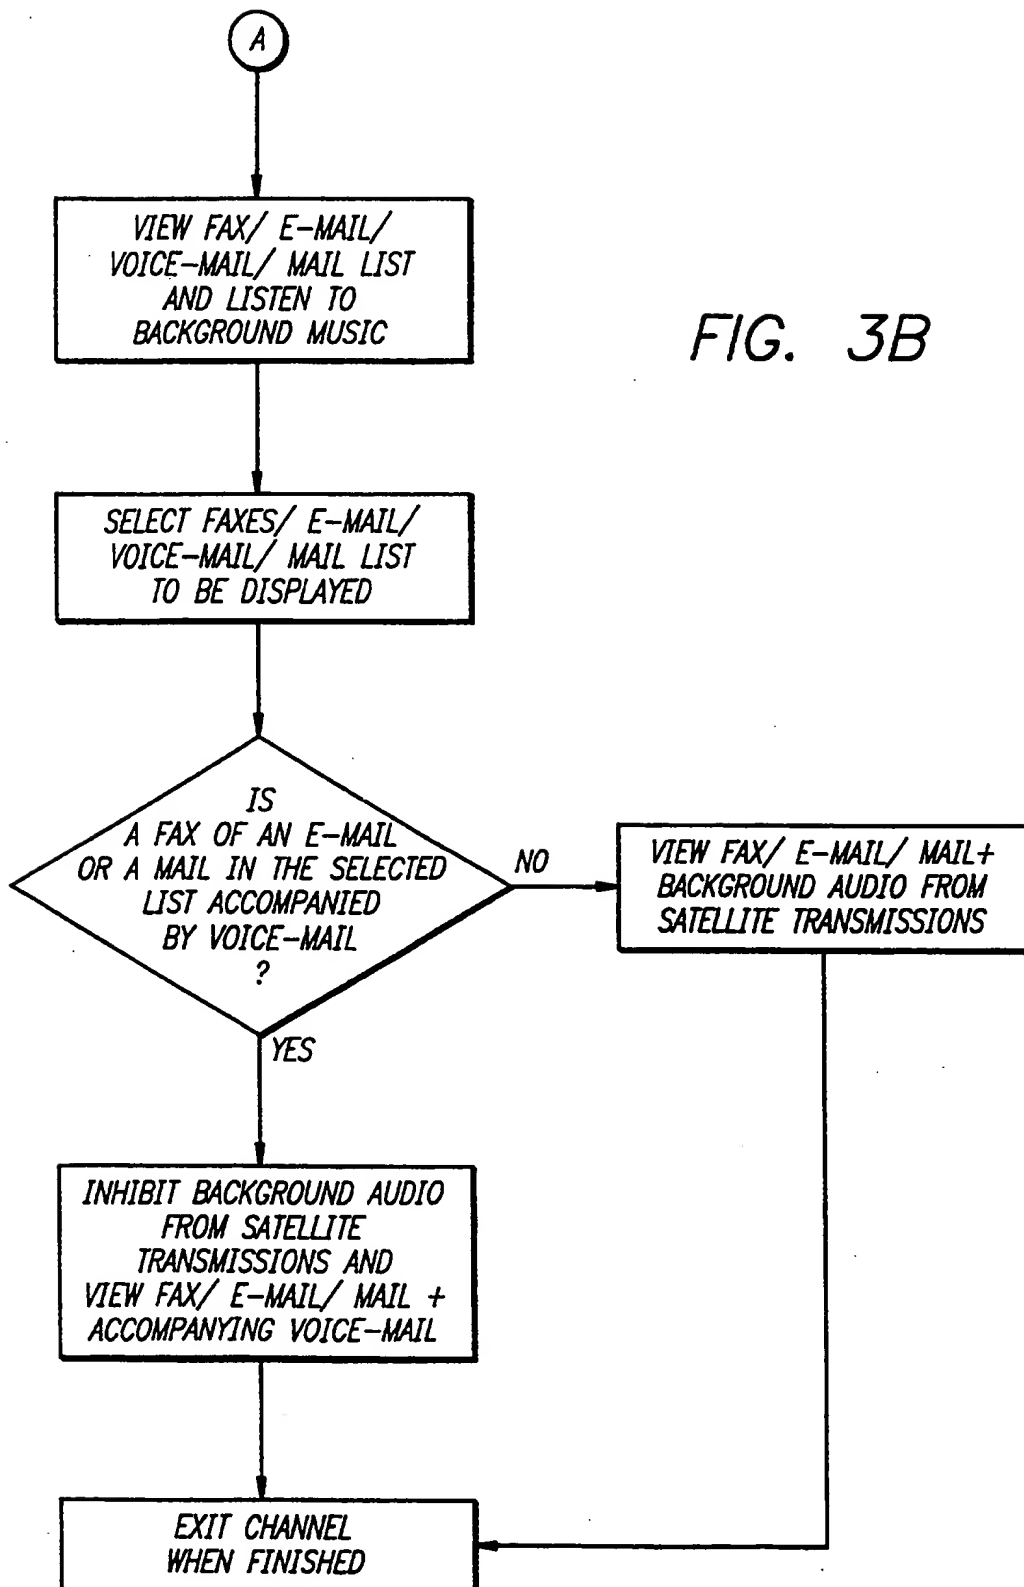 A
VIEW FAX/ E-MAIL/
VOICE-MAIL/ MAIL LIST
AND LISTEN TO
BACKGROUND MUSIC
FIG. 3B
SELECT FAXES/ E-MAIL/
VOICE-MAIL/ MAIL LIST
TO BE DISPLAYED
IS
A FAX OF AN E-MAIL
OR A MAIL IN THE SELECTED
LIST ACCOMPANIED
BY VOICE-MAIL
?
NO
VIEW FAX/ E-MAIL/ MAIL+
BACKGROUND AUDIO FROM
SATELLITE TRANSMISSIONS
YES
INHIBIT BACKGROUND AUDIO
FROM SATELLITE
TRANSMISSIONS AND
VIEW FAX/ E-MAIL/ MAIL +
ACCOMPANYING VOICE-MAIL
EXIT CHANNEL
WHEN FINISHED